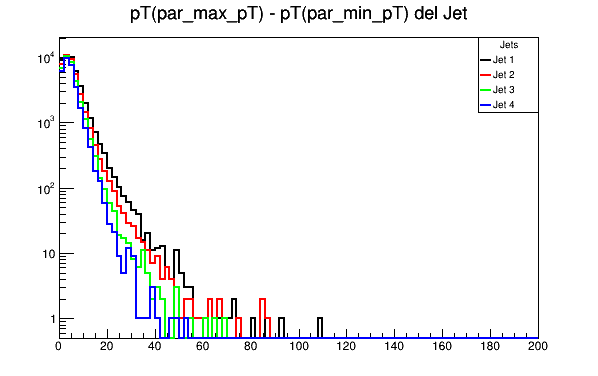 pT(par_max_pT) - pT(par_min_pT) del Jet
Jets
Jet 1
Jet 2
Jet 3
Jet 4
10⁴
10³
10²
10
1
0 20 40 60 80 100 120 140 160 180 200